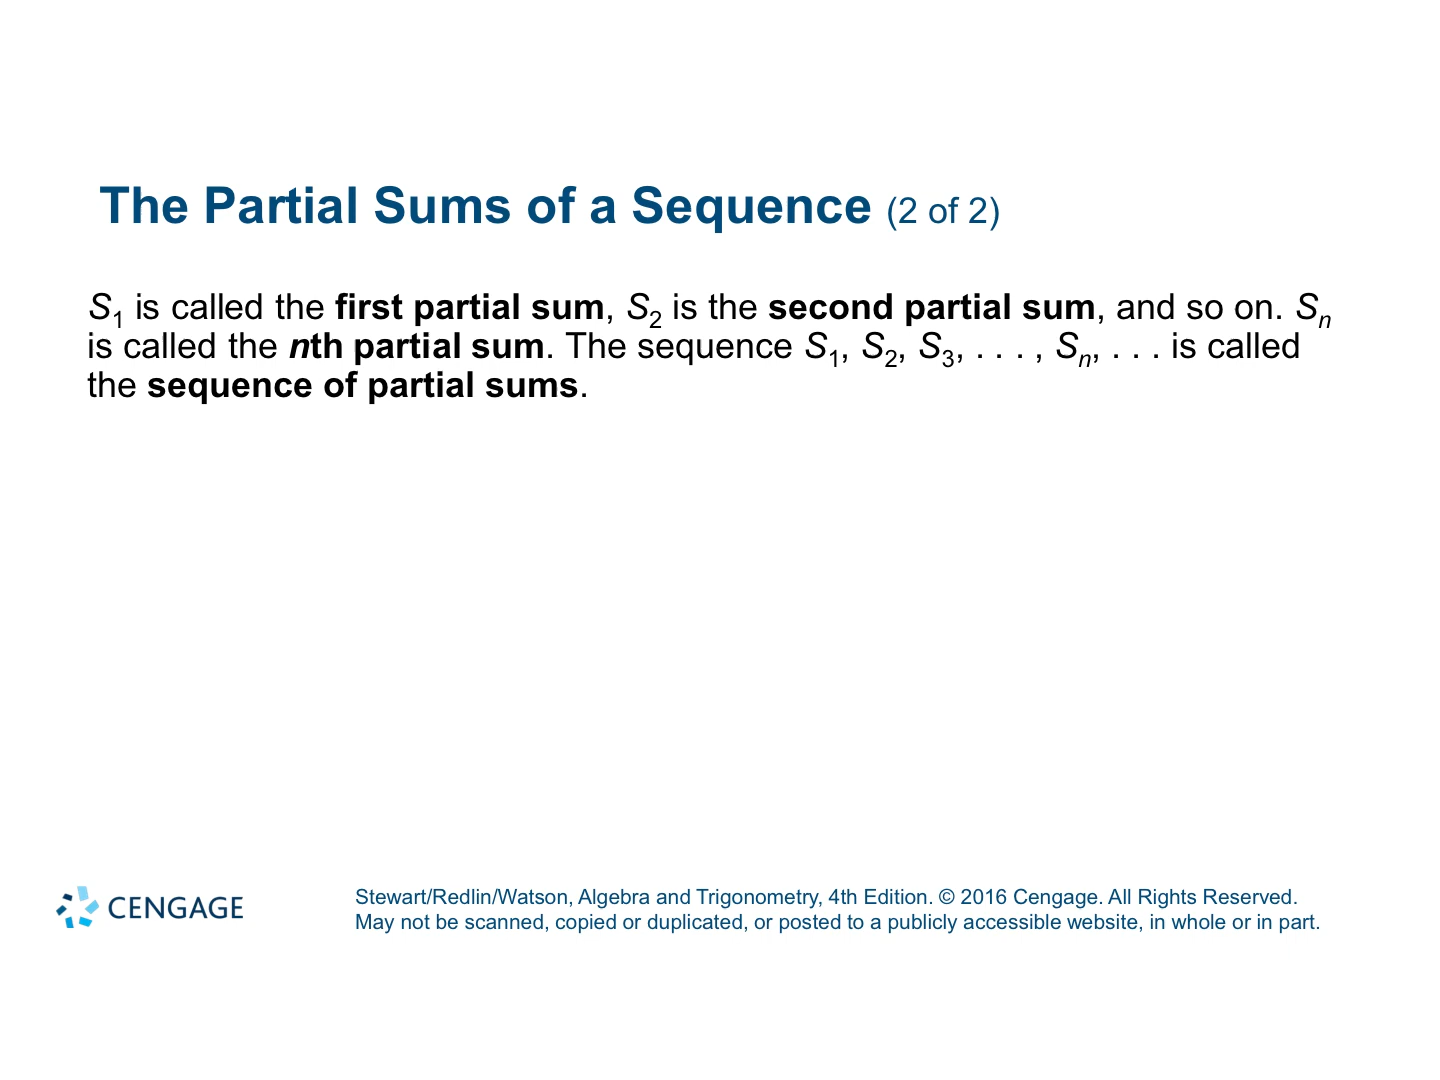 The Partial Sums of a Sequence (2 of 2)
S1 is called the first partial sum, S2 is the second partial sum, and so on. Sn
is called the nth partial sum. The sequence S1, S2, S3, . . . , Sn, . . . is called
the sequence of partial sums.
CENGAGE
Stewart/Redlin/Watson, Algebra and Trigonometry, 4th Edition. © 2016 Cengage. All Rights Reserved.
May not be scanned, copied or duplicated, or posted to a publicly accessible website, in whole or in part.